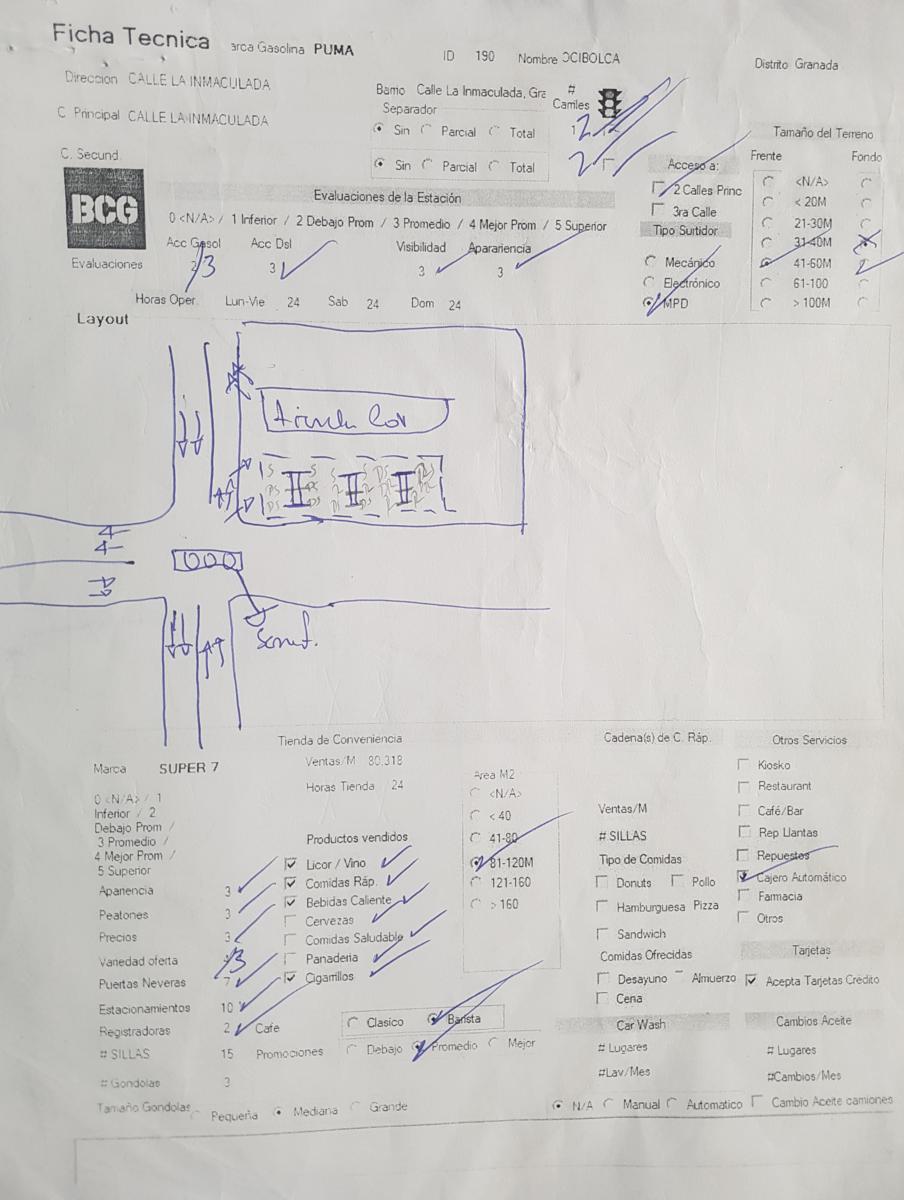 Ficha Tecnica arca Gasolina PUMA ID 190 Nombre OCIBOLCA Distrito Granada
Direccion CALLE LA INMACULADA Barrio Calle La Inmaculada, Gra # Carriles
C Principal CALLE LA INMACULADA Separador
Sin Parcial Total 2
C. Secund. Sin Parcial Total 2
Tamaño del Terreno
Frente Fondo
<N/A>
< 20M
21-30M
31-40M
41-60M
61-100
> 100M
Acceso a:
2 Calles Princ
3ra Calle
Tipo Surtidor
Mecánico
Electrónico
MPD
BCG
Evaluaciones de la Estación
0 <N/A> / 1 Inferior / 2 Debajo Prom / 3 Promedio / 4 Mejor Prom / 5 Superior
Acc Gasol Acc Dsl Visibilidad Aparariencia
Evaluaciones 3 3 3 3
Horas Oper. Lun-Vie 24 Sab 24 Dom 24
Layout
S S S S DS
DS DS
Tienda de Conveniencia
Marca SUPER 7 Ventas/M 80.318
Horas Tienda 24
0 <N/A> / 1
Inferior / 2
Debajo Prom /
3 Promedio /
4 Mejor Prom /
5 Superior
Apariencia 3
Peatones 3
Precios 3
Variedad oferta 3
Puertas Neveras 7
Estacionamientos 10
Registradoras 2
# SILLAS 15
# Gondolas 3
Tamaño Gondolas Pequeña Mediana Grande
Productos vendidos
Licor / Vino
Comidas Ráp.
Bebidas Caliente
Cervezas
Comidas Saludable
Panaderia
Cigarrillos
Cafe Clasico Barista
Promociones Debajo Promedio Mejor
Area M2
<N/A>
< 40
41-80
81-120M
121-160
> 160
Cadena(s) de C. Ráp.
Ventas/M
# SILLAS
Tipo de Comidas
Donuts Pollo
Hamburguesa Pizza
Sandwich
Comidas Ofrecidas
Desayuno Almuerzo
Cena
Car Wash
# Lugares
#Lav/Mes
N/A Manual Automatico
Otros Servicios
Kiosko
Restaurant
Café/Bar
Rep Llantas
Repuestos
Cajero Automático
Farmacia
Otros
Tarjetas
Acepta Tarjetas Crédito
Cambios Aceite
# Lugares
#Cambios/Mes
Cambio Aceite camiones